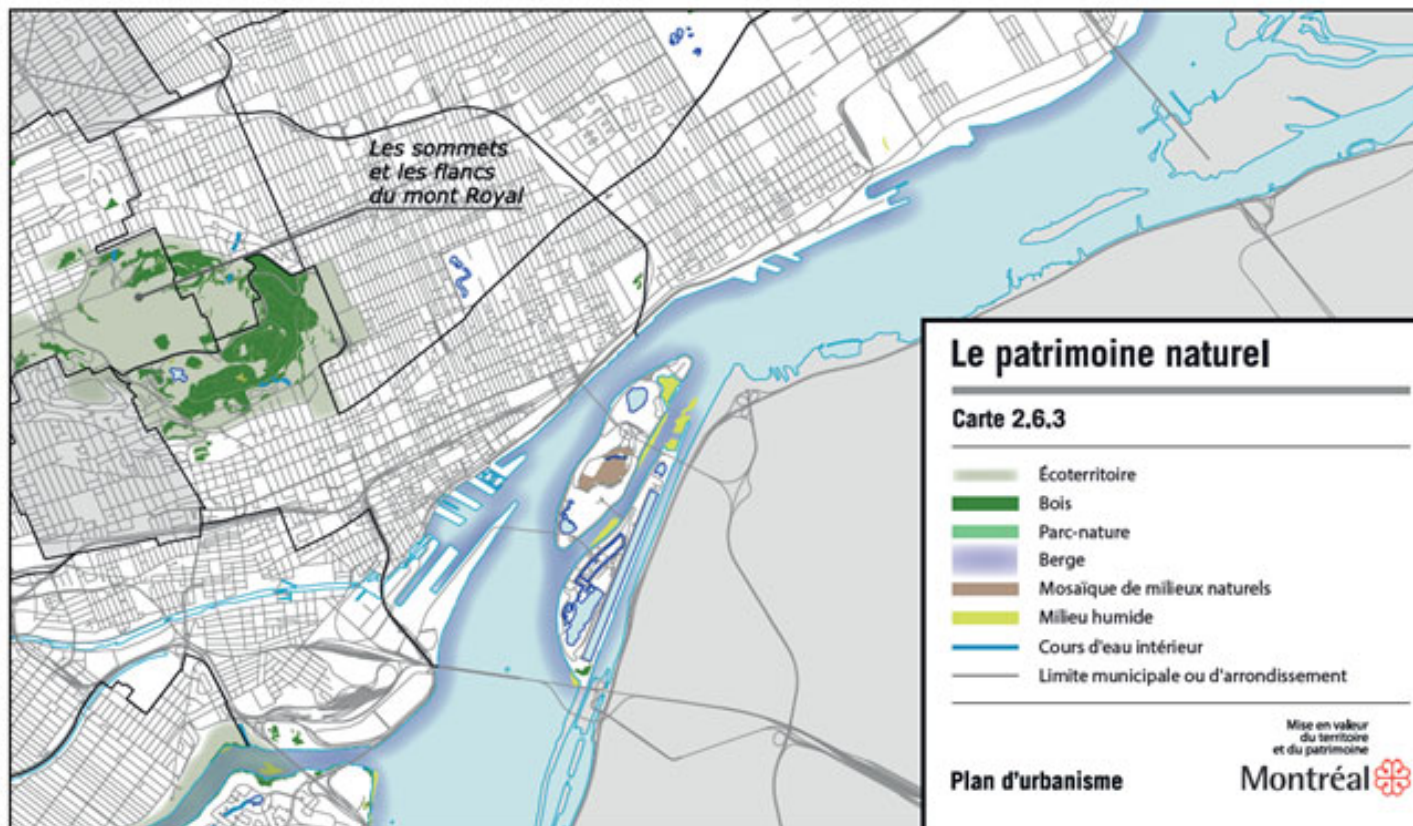 Les sommets
et les flancs
du mont Royal
Le patrimoine naturel
Carte 2.6.3
Écoterritoire
Bois
Parc-nature
Berge
Mosaïque de milieux naturels
Milieu humide
Cours d'eau intérieur
Limite municipale ou d'arrondissement
Mise en valeur
du territoire
et du patrimoine
Plan d'urbanisme
Montréal